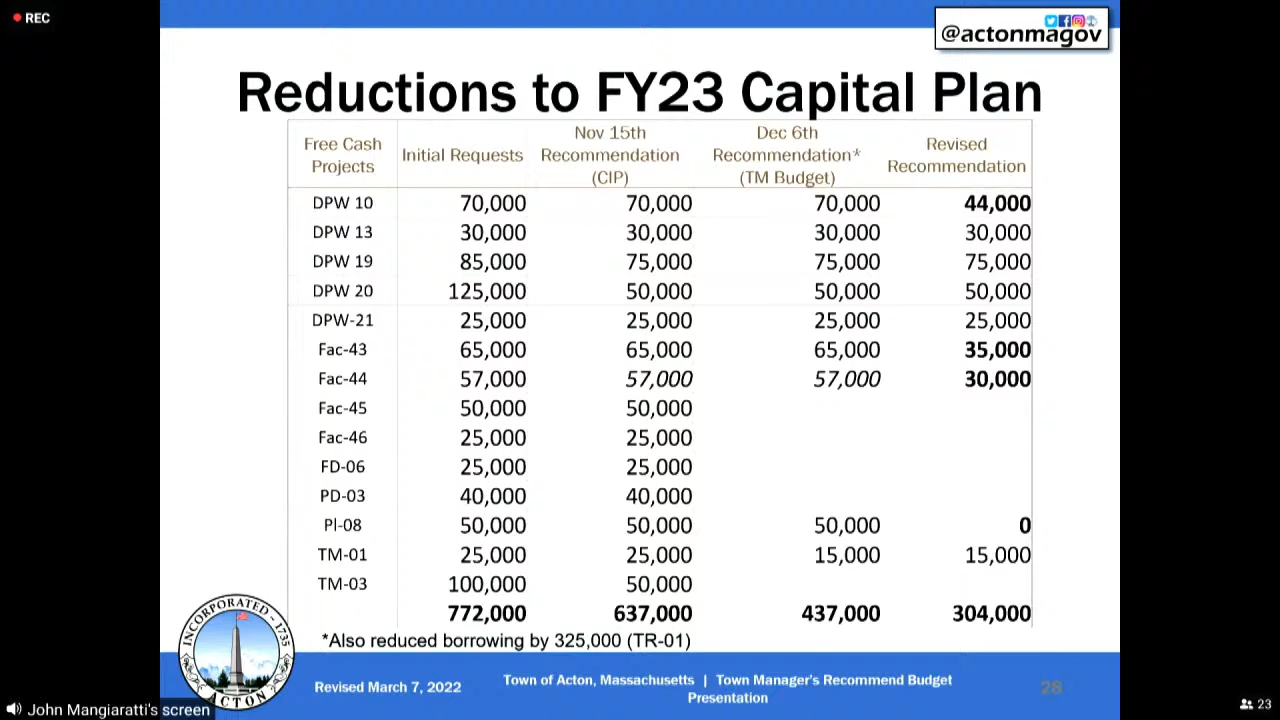 REC
@actonmagov
Reductions to FY23 Capital Plan
Free Cash Projects | Initial Requests | Nov 15th Recommendation (CIP) | Dec 6th Recommendation* (TM Budget) | Revised Recommendation
DPW 10 70,000 70,000 70,000 44,000
DPW 13 30,000 30,000 30,000 30,000
DPW 19 85,000 75,000 75,000 75,000
DPW 20 125,000 50,000 50,000 50,000
DPW-21 25,000 25,000 25,000 25,000
Fac-43 65,000 65,000 65,000 35,000
Fac-44 57,000 57,000 57,000 30,000
Fac-45 50,000 50,000
Fac-46 25,000 25,000
FD-06 25,000 25,000
PD-03 40,000 40,000
Pl-08 50,000 50,000 50,000 0
TM-01 25,000 25,000 15,000 15,000
TM-03 100,000 50,000
772,000 637,000 437,000 304,000
*Also reduced borrowing by 325,000 (TR-01)
INCORPORATED - 1735
ACTON
Revised March 7, 2022
Town of Acton, Massachusetts | Town Manager's Recommend Budget
Presentation
28
John Mangiaratti's screen
23